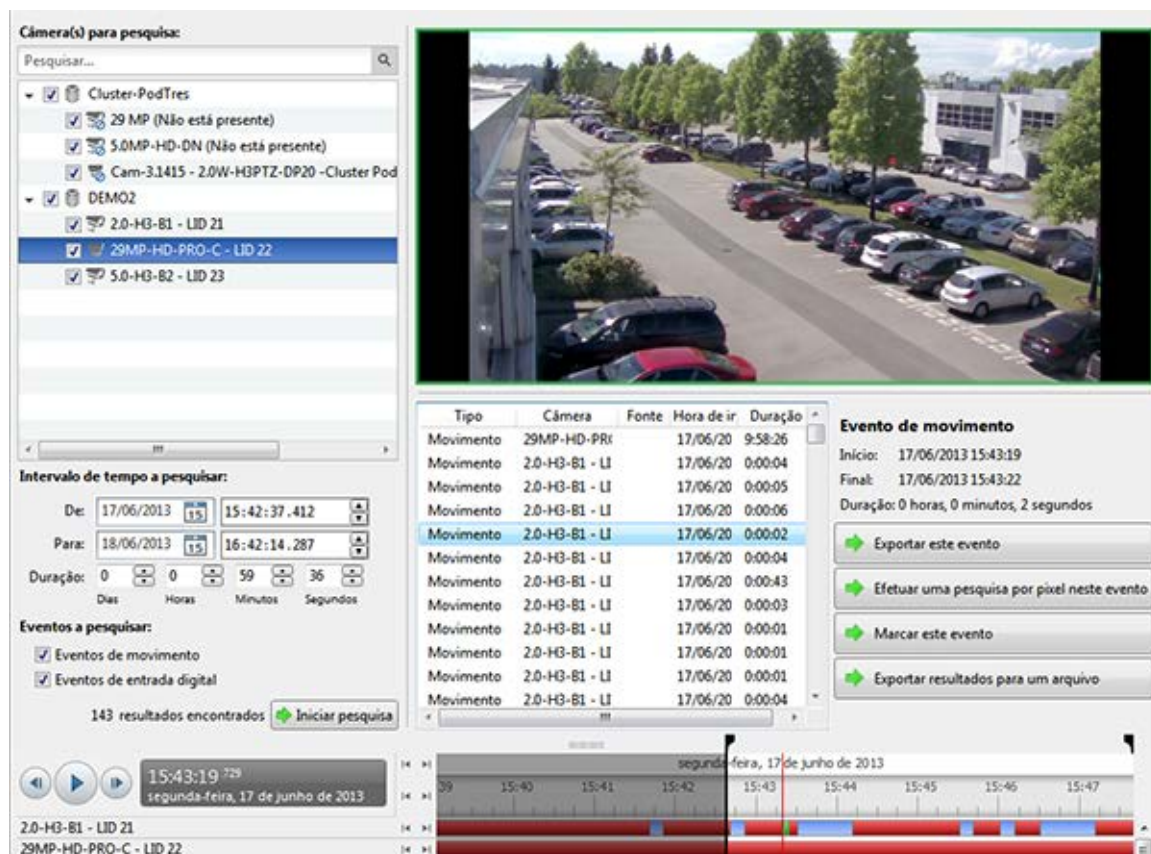 Câmera(s) para pesquisa:
Pesquisar...
Cluster-PodTres
29 MP (Não está presente)
5.0MP-HD-DN (Não está presente)
Cam-3.1415 - 2.0W-H3PTZ-DP20 -Cluster Pod
DEMO2
2.0-H3-B1 - LID 21
29MP-HD-PRO-C - LID 22
5.0-H3-B2 - LID 23
Intervalo de tempo a pesquisar:
De: 17/06/2013 15 15:42:37.412
Para: 18/06/2013 15 16:42:14.287
Duração: 0 0 59 36
Dias Horas Minutos Segundos
Eventos a pesquisar:
Eventos de movimento
Eventos de entrada digital
143 resultados encontrados Iniciar pesquisa
Tipo Câmera Fonte Hora de ir Duração
Movimento 29MP-HD-PR( 17/06/20 9:58:26
Movimento 2.0-H3-B1 - LI 17/06/20 0:00:04
Movimento 2.0-H3-B1 - LI 17/06/20 0:00:05
Movimento 2.0-H3-B1 - LI 17/06/20 0:00:06
Movimento 2.0-H3-B1 - LI 17/06/20 0:00:02
Movimento 2.0-H3-B1 - LI 17/06/20 0:00:04
Movimento 2.0-H3-B1 - LI 17/06/20 0:00:43
Movimento 2.0-H3-B1 - LI 17/06/20 0:00:03
Movimento 2.0-H3-B1 - LI 17/06/20 0:00:01
Movimento 2.0-H3-B1 - LI 17/06/20 0:00:01
Movimento 2.0-H3-B1 - LI 17/06/20 0:00:01
Movimento 2.0-H3-B1 - LI 17/06/20 0:00:04
Evento de movimento
Início: 17/06/2013 15:43:19
Final: 17/06/2013 15:43:22
Duração: 0 horas, 0 minutos, 2 segundos
Exportar este evento
Efetuar uma pesquisa por pixel neste evento
Marcar este evento
Exportar resultados para um arquivo
15:43:19 729
segunda-feira, 17 de junho de 2013
segunda-feira, 17 de junho de 2013
39 15:40 15:41 15:42 15:43 15:44 15:45 15:46 15:47
2.0-H3-B1 - LID 21
29MP-HD-PRO-C - LID 22